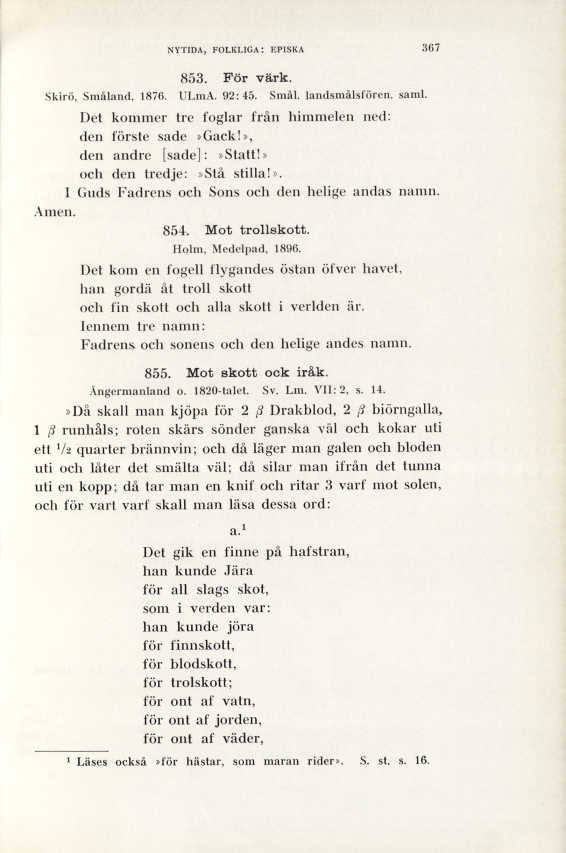 NYTIDA, FOLKLIGA: EPISKA 367
853. För värk.
Skirö, Småland, 1876. ULmA. 92: 45. Smål. landsmålsfören. saml.
Det kommer tre foglar från himmelen ned:
den förste sade »Gack!»,
den andre [sade]: »Statt!»
och den tredje: »Stå stilla!».
I Guds Fadrens och Sons och den helige andas namn.
Amen.
854. Mot trollskott.
Holm, Medelpad, 1896.
Det kom en fogell flygandes östan öfver havet,
han gordä åt troll skott
och fin skott och alla skott i verlden är.
Iennem tre namn:
Fadrens och sonens och den helige andes namn.
855. Mot skott ock iråk.
Ångermanland o. 1820-talet. Sv. Lm. VII: 2, s. 14.
»Då skall man kjöpa för 2 β Drakblod, 2 β biörngalla,
1 β runhåls; roten skärs sönder ganska väl och kokar uti
ett 1/2 quarter brännvin; och då läger man galen och bloden
uti och låter det smälta väl; då silar man ifrån det tunna
uti en kopp; då tar man en knif och ritar 3 varf mot solen,
och för vart varf skall man läsa dessa ord:
a.¹
Det gik en finne på hafstran,
han kunde Jära
för all slags skot,
som i verden var:
han kunde jöra
för finnskott,
för blodskott,
för trolskott;
för ont af vatn,
för ont af jorden,
för ont af väder,
¹ Läses också »för hästar, som maran rider». S. st. s. 16.